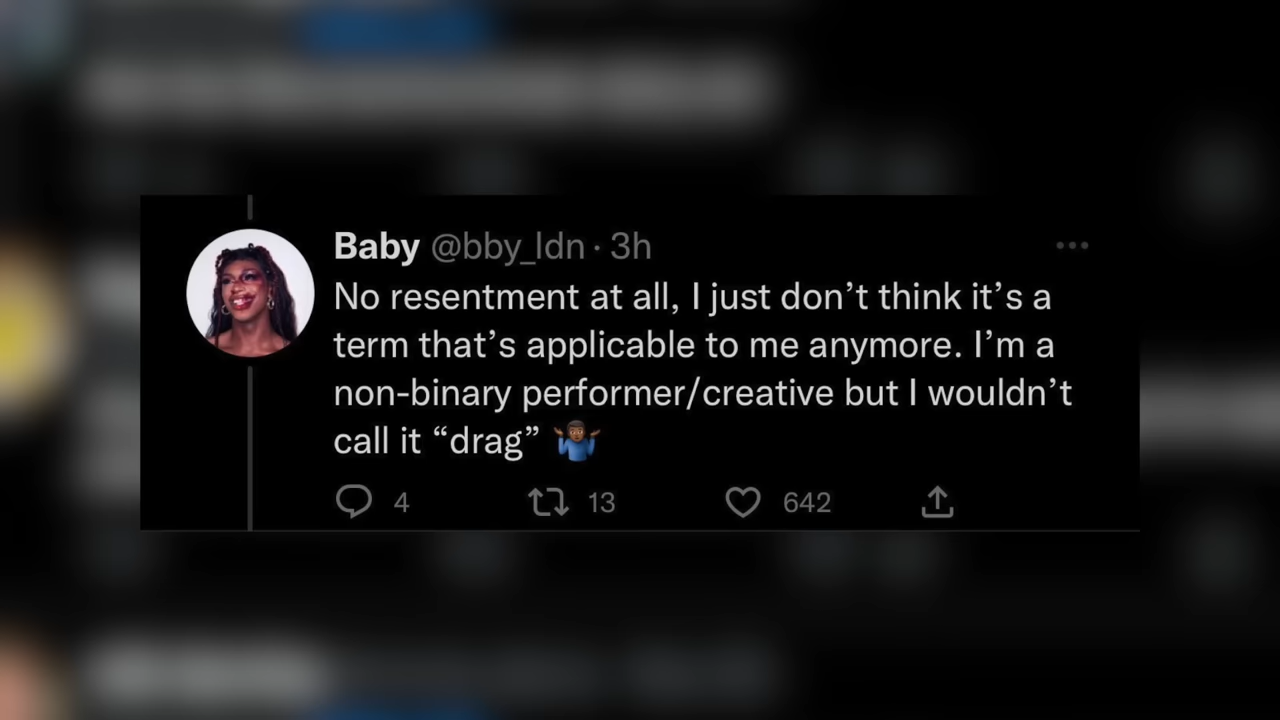 Baby @bby_ldn · 3h
No resentment at all, I just don’t think it’s a
term that’s applicable to me anymore. I’m a
non-binary performer/creative but I wouldn’t
call it “drag” 🤷🏾‍♂️
4 13 642